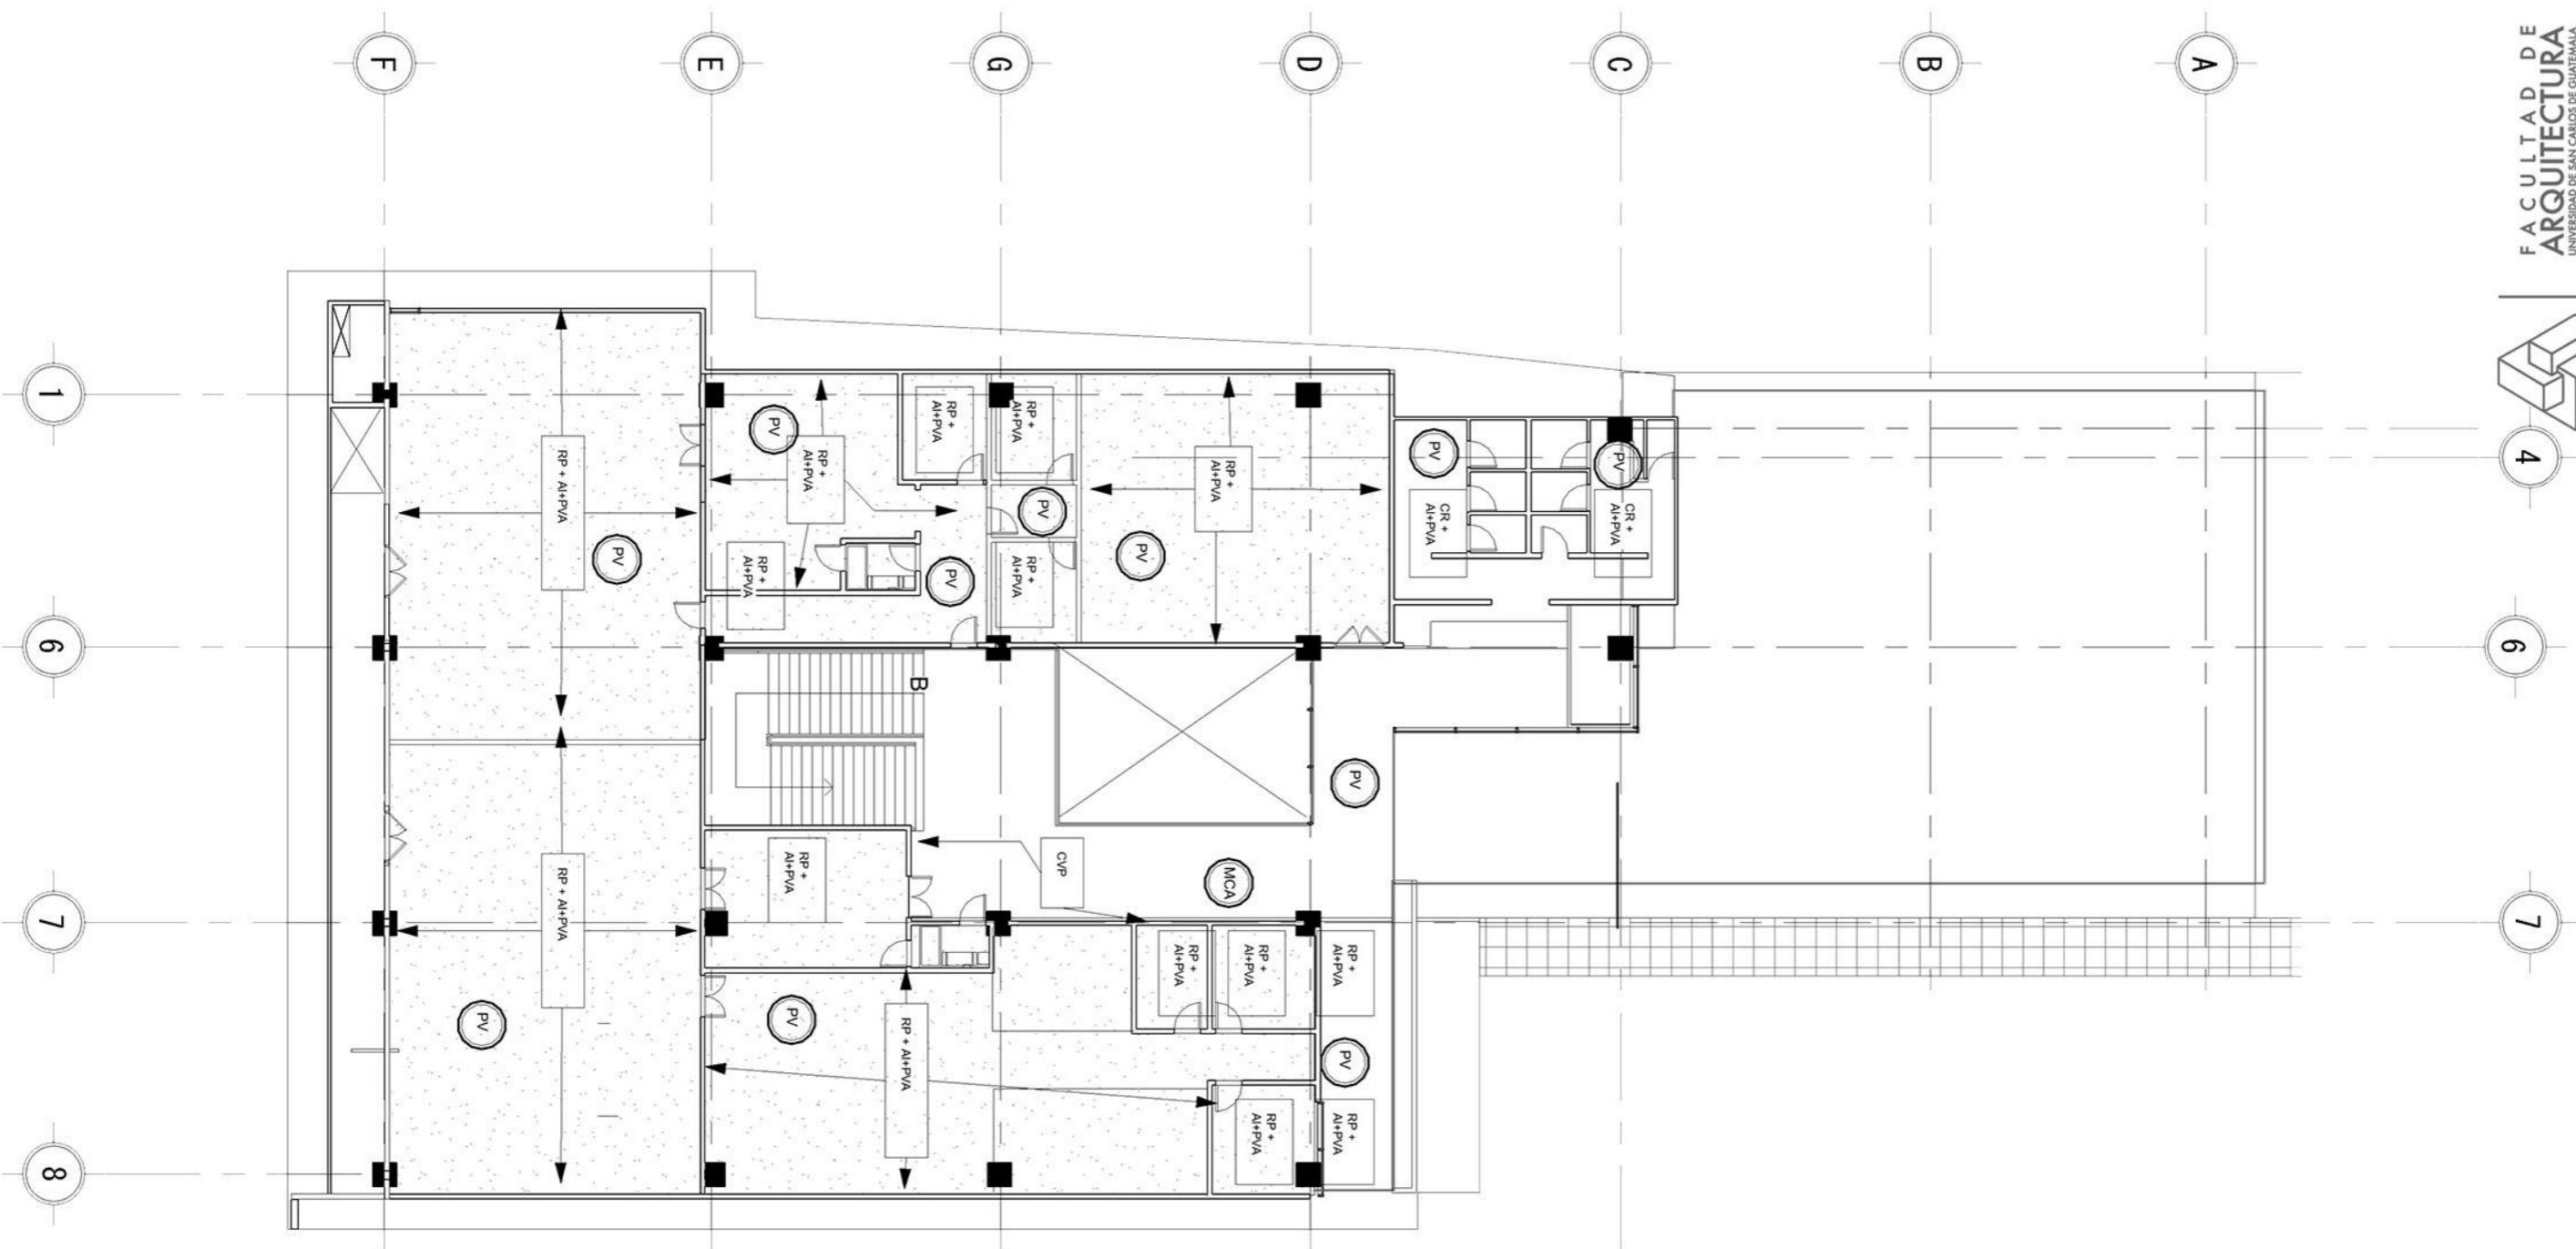 F
E
G
D
C
B
A
FACULTAD DE
ARQUITECTURA
UNIVERSIDAD DE SAN CARLOS DE GUATEMALA
1
4
6
6
7
7
8
RP + AI+PVA
PV
PV
RP +
AI+PVA
RP +
AI+PVA
RP +
AI+PVA
PV
RP +
AI+PVA
PV
RP +
AI+PVA
RP +
AI+PVA
PV
PV
CR +
AI+PVA
PV
CR +
AI+PVA
B
PV
RP + AI+PVA
PV
RP +
AI+PVA
CVP
MCA
PV
RP + AI+PVA
RP +
AI+PVA
RP +
AI+PVA
RP +
AI+PVA
PV
RP +
AI+PVA
RP +
AI+PVA